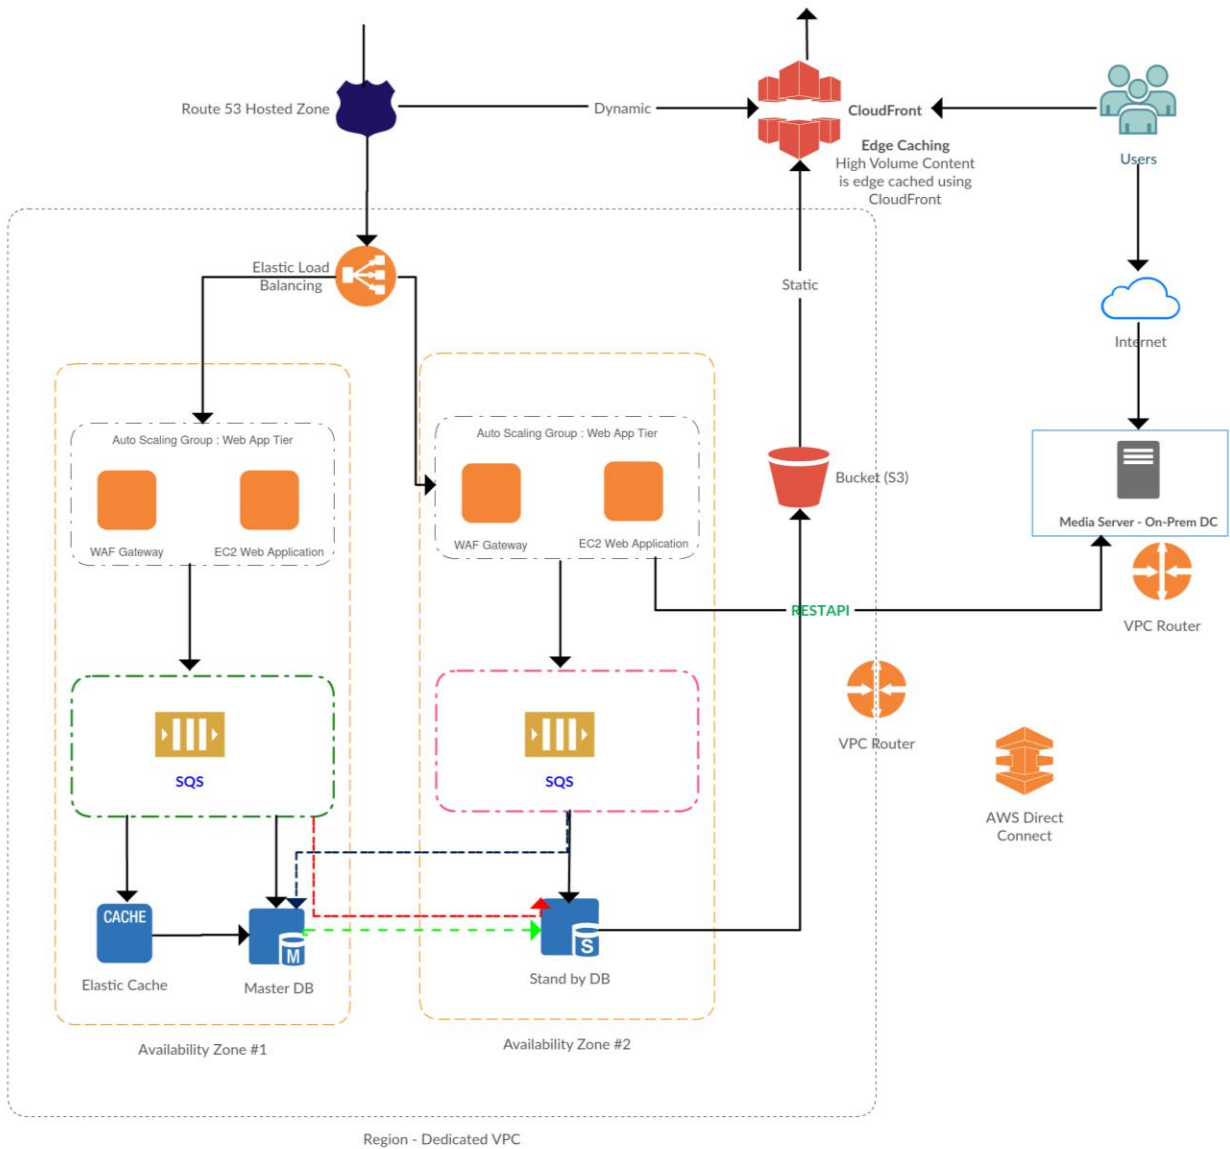 Route 53 Hosted Zone
Dynamic
CloudFront
Edge Caching
High Volume Content
is edge cached using
CloudFront
Users
Elastic Load
Balancing
Static
Internet
Auto Scaling Group : Web App Tier
WAF Gateway
EC2 Web Application
Auto Scaling Group : Web App Tier
WAF Gateway
EC2 Web Application
Bucket (S3)
Media Server - On-Prem DC
RESTAPI
VPC Router
VPC Router
SQS
SQS
AWS Direct
Connect
CACHE
Elastic Cache
M
Master DB
S
Stand by DB
Availability Zone #1
Availability Zone #2
Region - Dedicated VPC